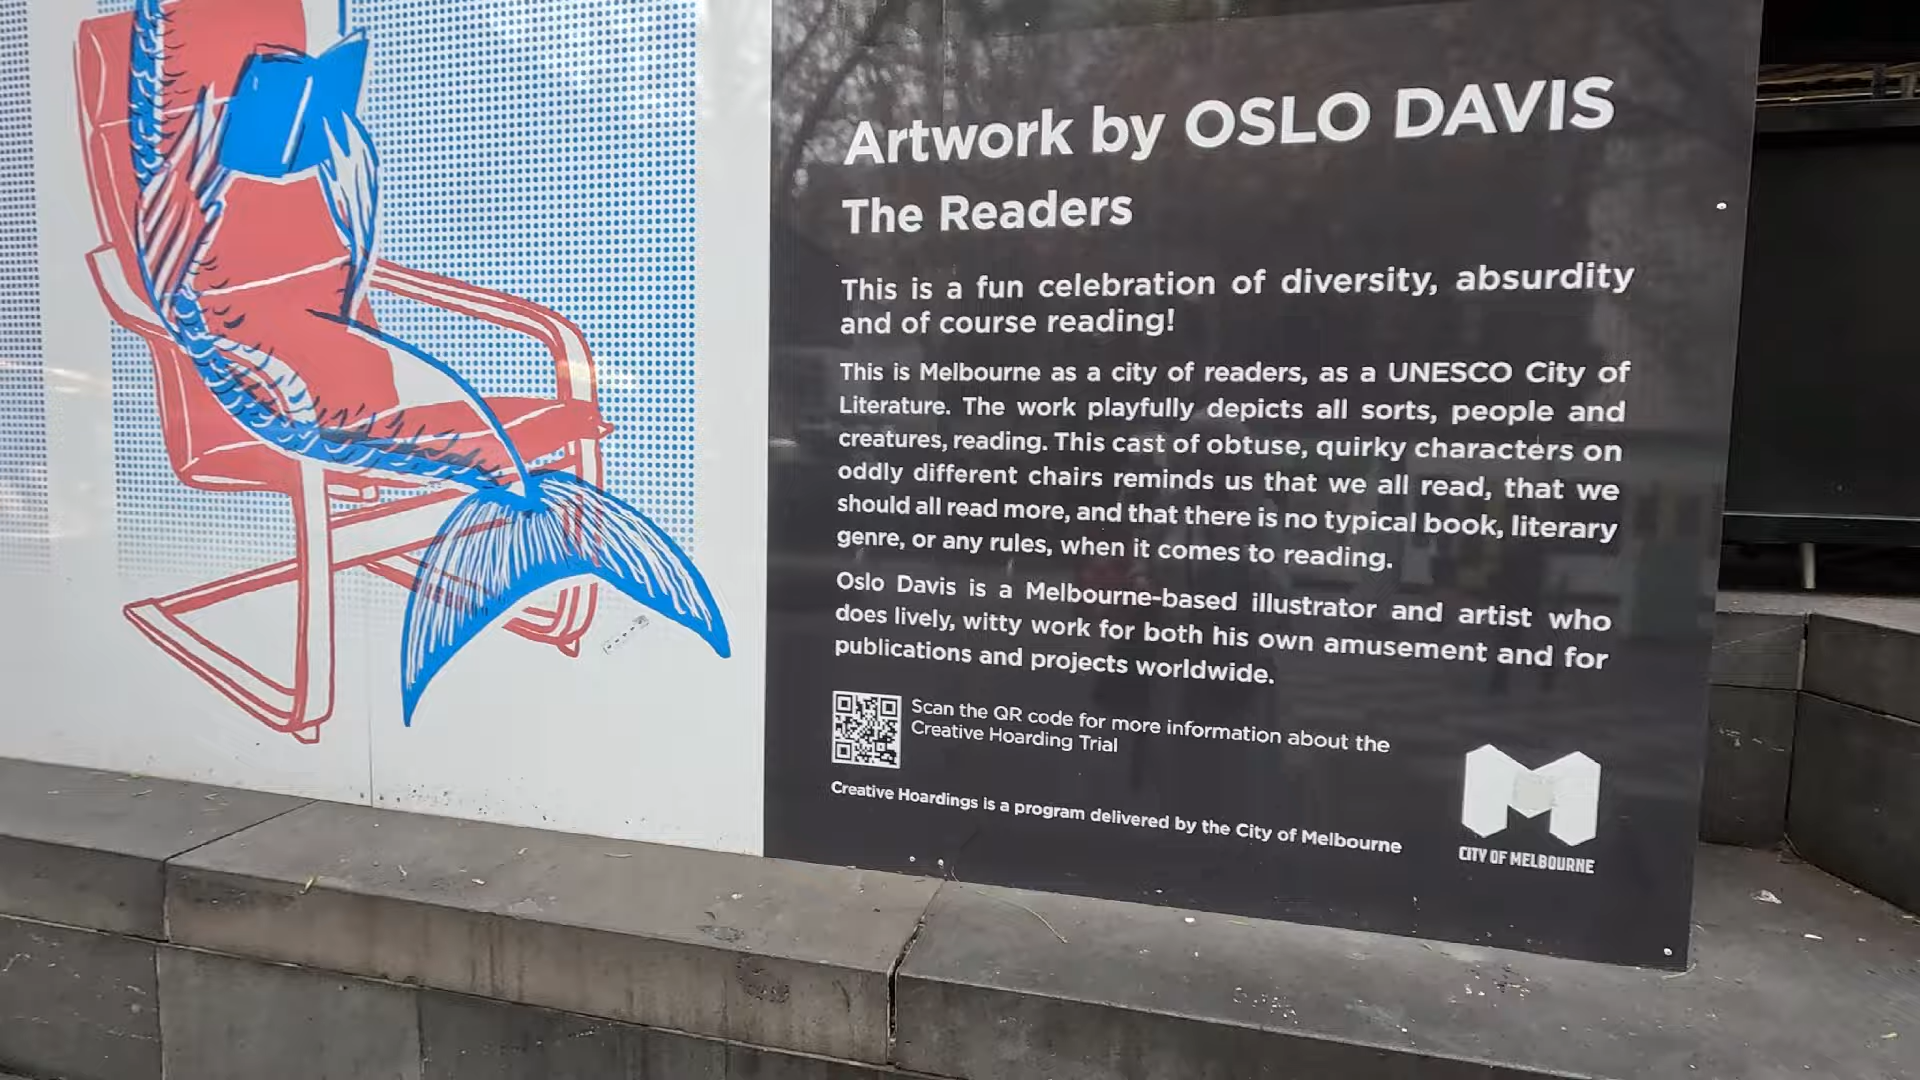 Artwork by OSLO DAVIS
The Readers
This is a fun celebration of diversity, absurdity
and of course reading!
This is Melbourne as a city of readers, as a UNESCO City of
Literature. The work playfully depicts all sorts, people and
creatures, reading. This cast of obtuse, quirky characters on
oddly different chairs reminds us that we all read, that we
should all read more, and that there is no typical book, literary
genre, or any rules, when it comes to reading.
Oslo Davis is a Melbourne-based illustrator and artist who
does lively, witty work for both his own amusement and for
publications and projects worldwide.
Scan the QR code for more information about the
Creative Hoarding Trial
Creative Hoardings is a program delivered by the City of Melbourne
CITY OF MELBOURNE